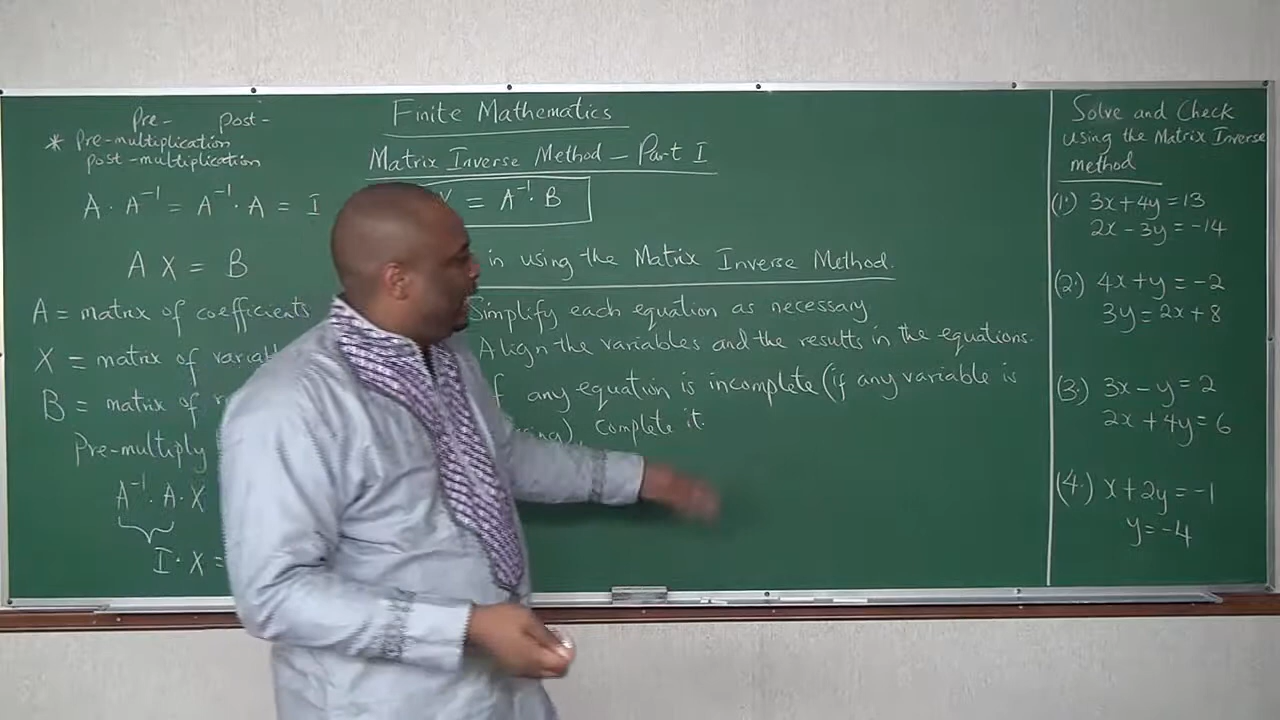 Pre- post-
* Pre-multiplication
post-multiplication
A · A⁻¹ = A⁻¹ · A = I
A X = B
A = matrix of coefficients
X = matrix of
B = matrix of
Pre-multiply
A⁻¹ · A · X
I · X =
Finite Mathematics
Matrix Inverse Method - Part I
X = A⁻¹ · B
in using the Matrix Inverse Method.
Simplify each equation as necessary
Align the variables and the results in the equations.
any equation is incomplete (if any variable is
complete it.
Solve and Check
using the Matrix Inverse
method
(1.) 3x + 4y = 13
2x - 3y = -14
(2.) 4x + y = -2
3y = 2x + 8
(3.) 3x - y = 2
2x + 4y = 6
(4.) x + 2y = -1
y = -4